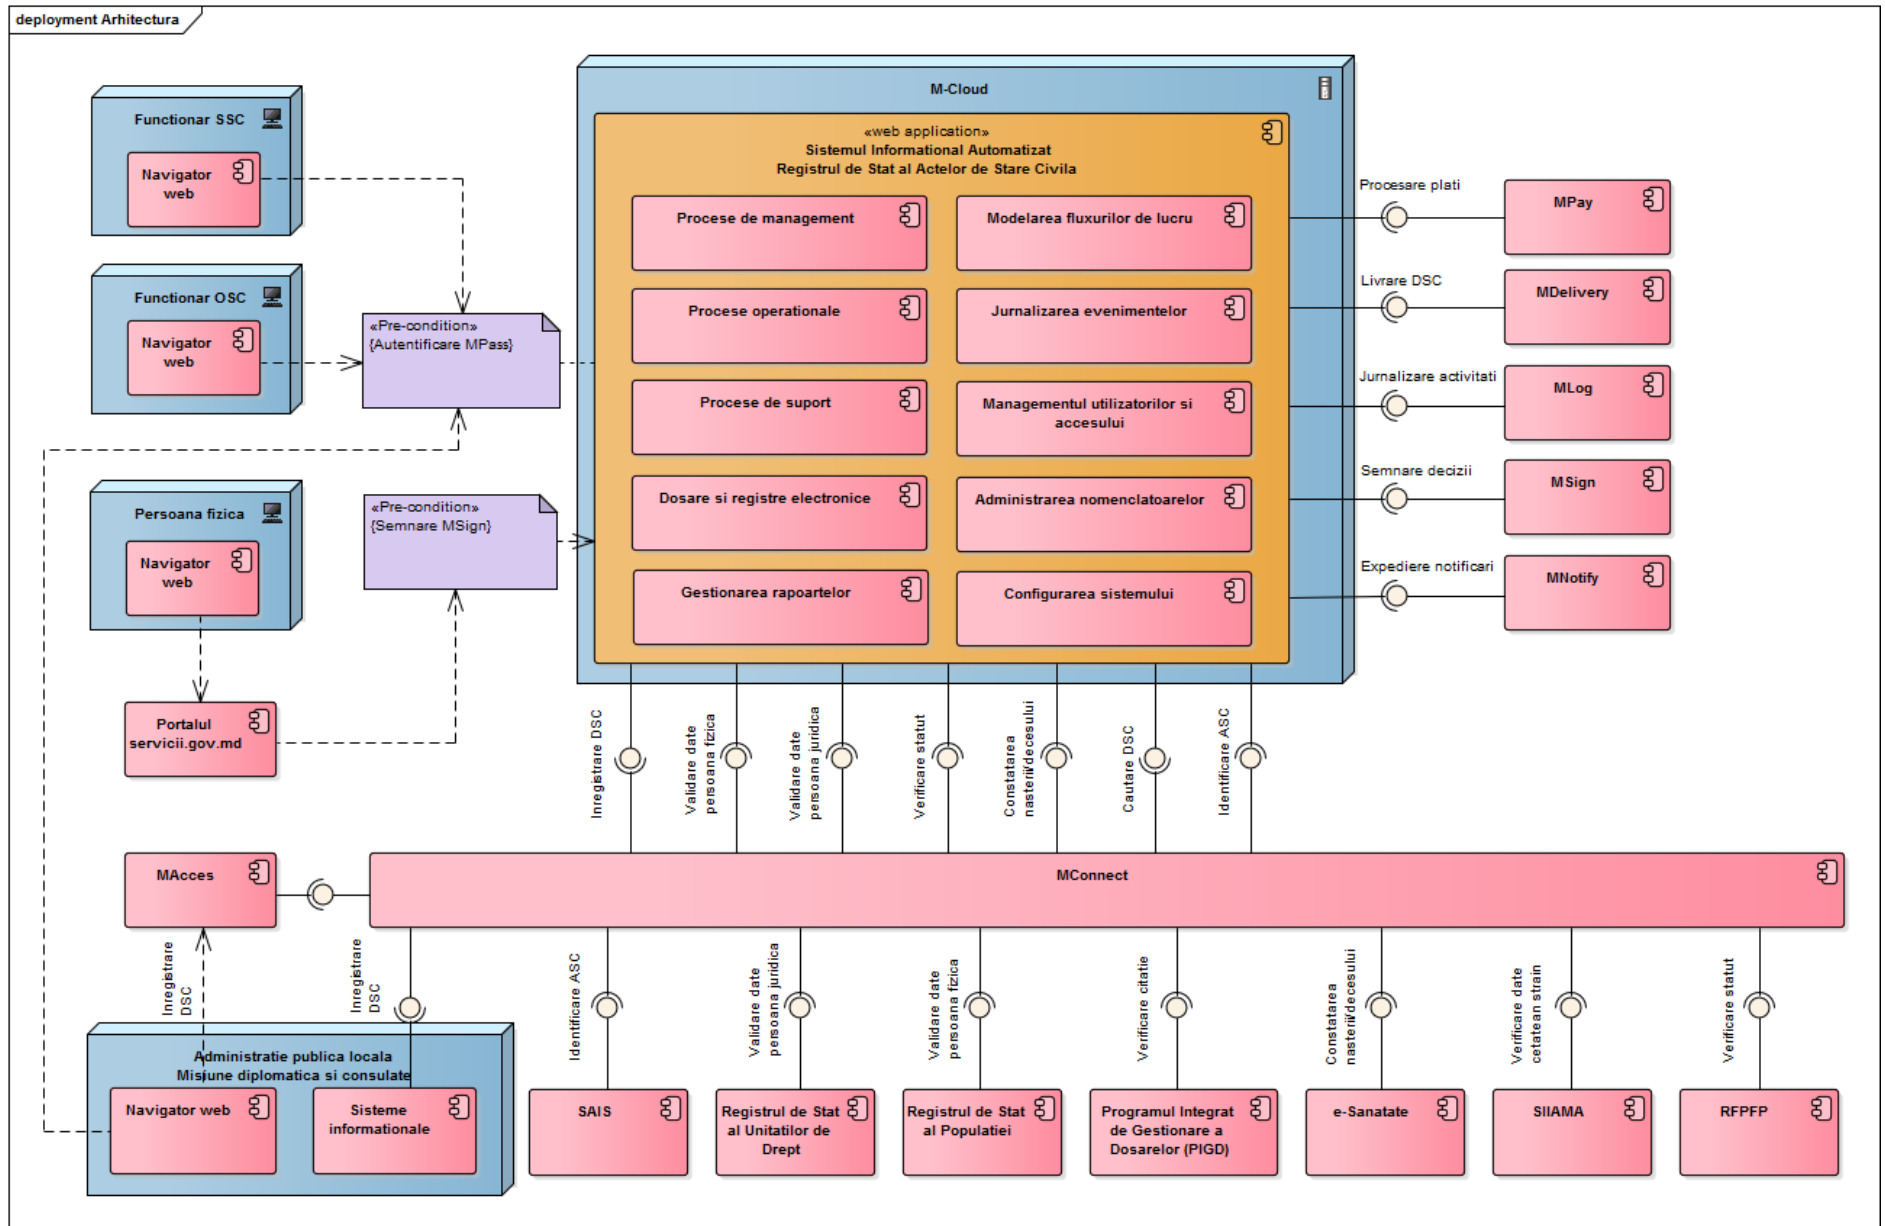 deployment Arhitectura
M-Cloud
Functionar SSC
Navigator
web
«web application»
Sistemul Informational Automatizat
Registrul de Stat al Actelor de Stare Civila
Procese de management
Modelarea fluxurilor de lucru
Procesare plati
MPay
Functionar OSC
Navigator
web
Procese operationale
Jurnalizarea evenimentelor
Livrare DSC
MDelivery
«Pre-condition»
{Autentificare MPass}
Procese de suport
Managementul utilizatorilor si
accesului
Jurnalizare activitati
MLog
Persoana fizica
Navigator
web
«Pre-condition»
{Semnare MSign}
Dosare si registre electronice
Administrarea nomenclatoarelor
Semnare decizii
MSign
Gestionarea rapoartelor
Configurarea sistemului
Expediere notificari
MNotify
Portalul
servicii.gov.md
Inregistrare DSC
Validare date
persoana fizica
Validare date
persoana juridica
Verificare statut
Constatarea
nasterii/decesului
Cautare DSC
Identificare ASC
MAcces
MConnect
Inregistrare
DSC
Inregistrare
DSC
Identificare ASC
Validare date
persoana juridica
Validare date
persoana fizica
Verificare citatie
Constatarea
nasterii/decesului
Verificare date
cetatean strain
Verificare statut
Administratie publica locala
Misiune diplomatica si consulate
Navigator web
Sisteme
informationale
SAIS
Registrul de Stat
al Unitatilor de
Drept
Registrul de Stat
al Populatiei
Programul Integrat
de Gestionare a
Dosarelor (PIGD)
e-Sanatate
SIIAMA
RFPFP